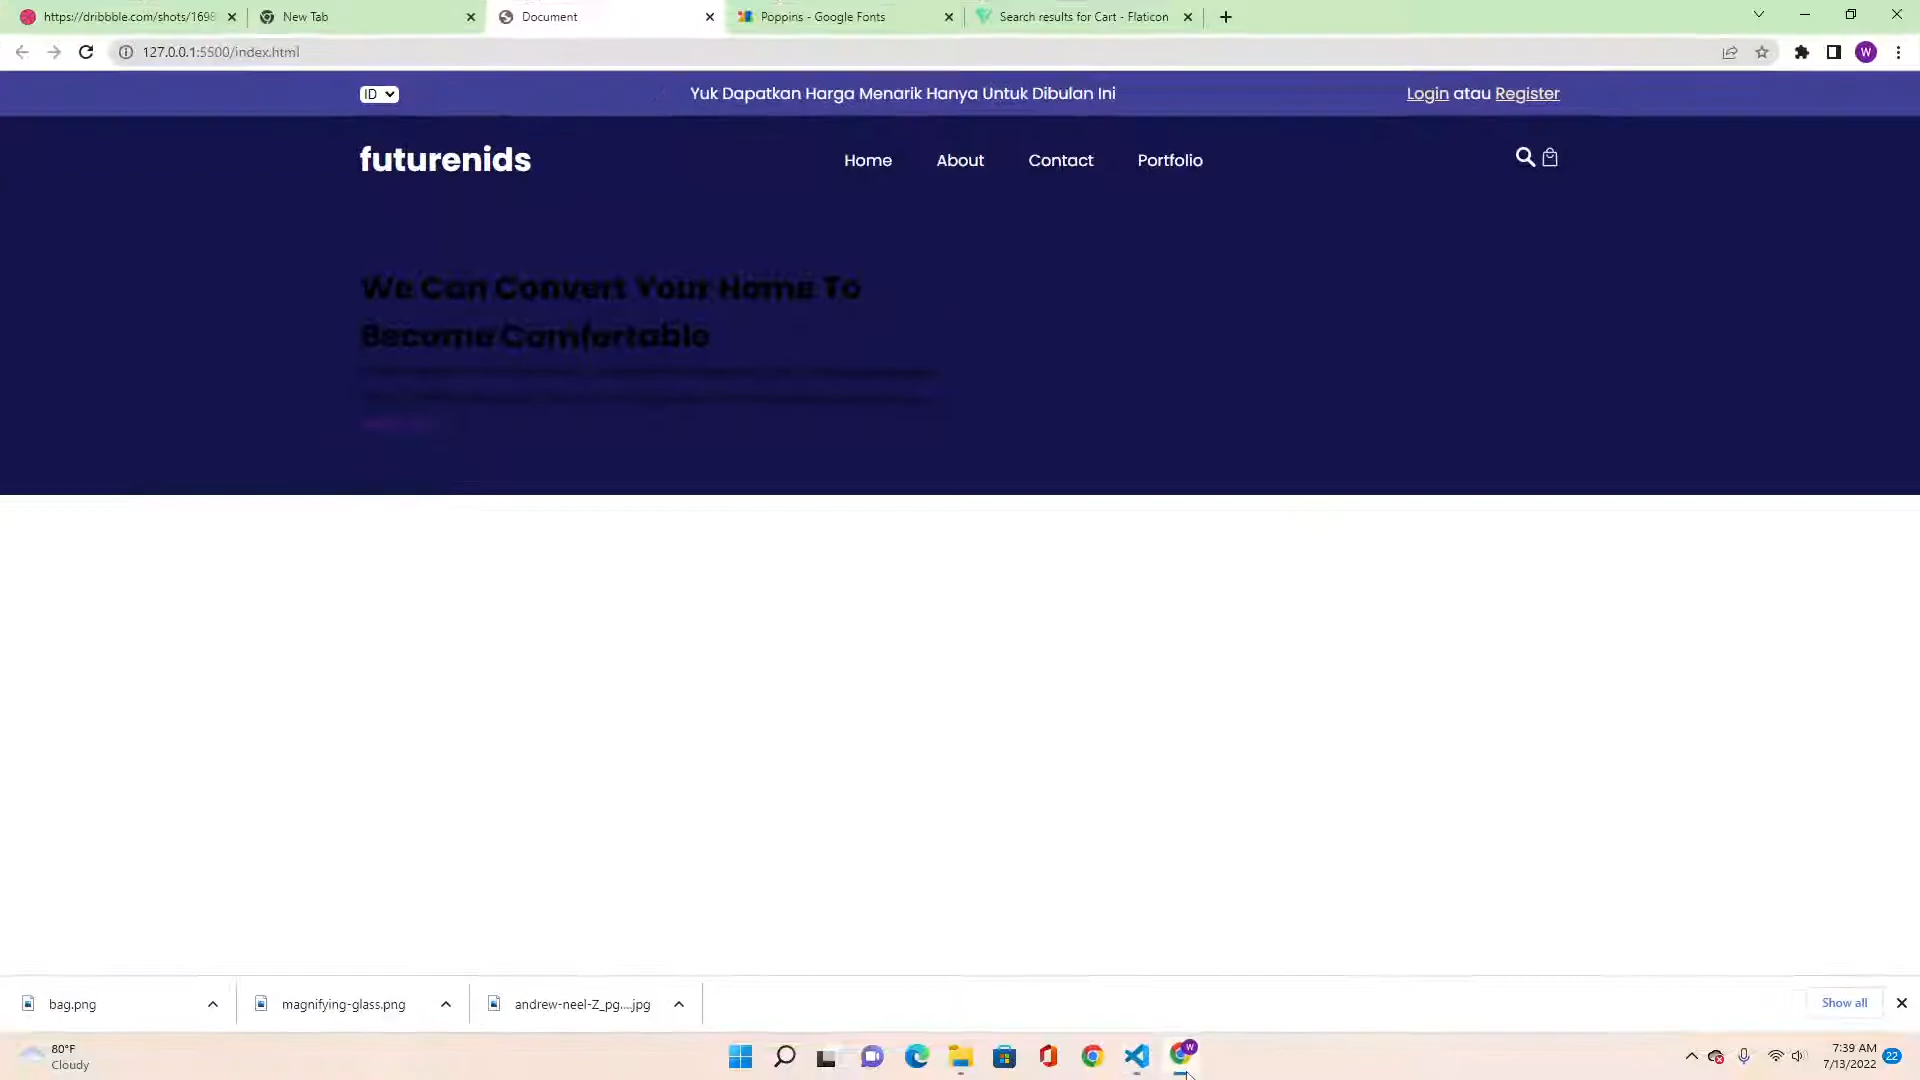 https://dribbble.com/shots/1698
New Tab
Document
Poppins - Google Fonts
Search results for Cart - Flaticon
W
127.0.0.1:5500/index.html
ID
Yuk Dapatkan Harga Menarik Hanya Untuk Dibulan Ini
Login atau Register
futurenids
Home
About
Contact
Portfolio
We Can Convert Your Home To
Become Comfortable
bag.png
magnifying-glass.png
andrew-neel-Z_pg....jpg
Show all
80°F
Cloudy
W
7:39 AM
7/13/2022
22